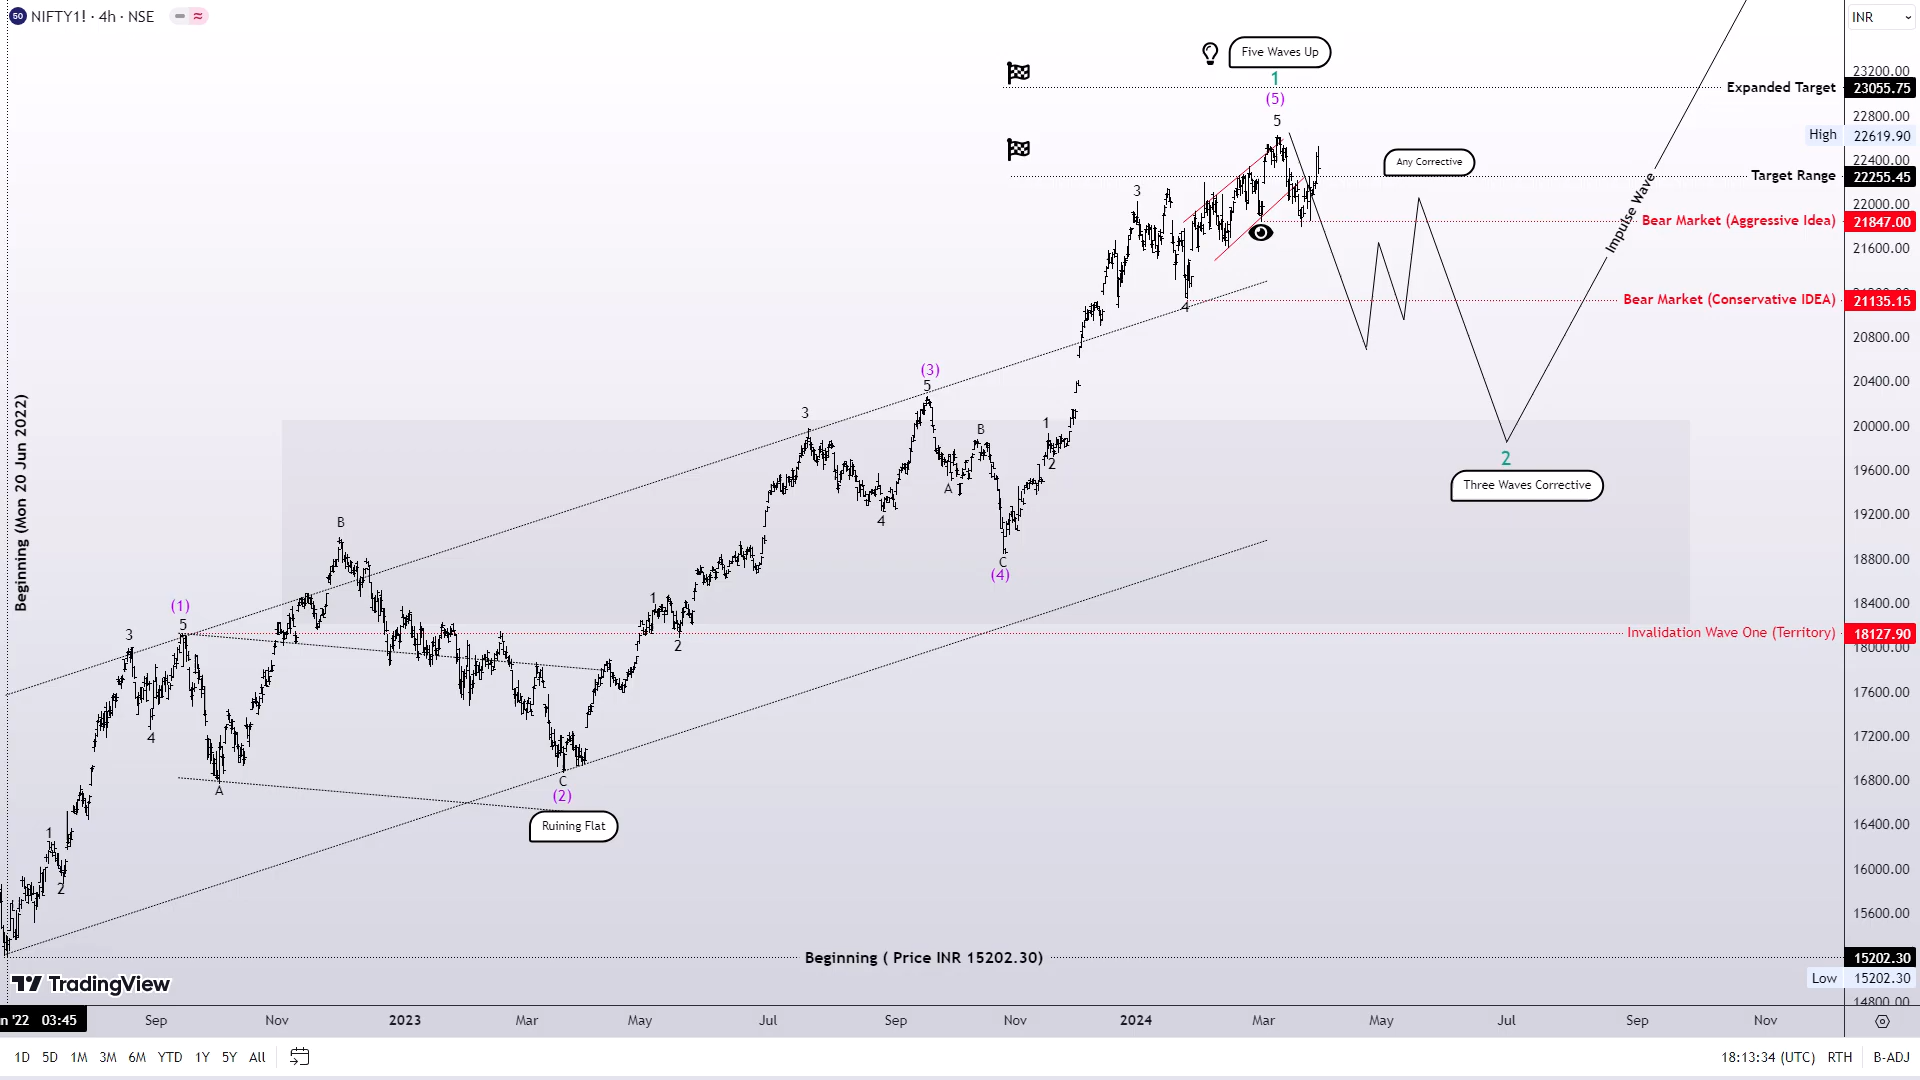 50 NIFTY1! · 4h · NSE
INR
Five Waves Up
1
(5)
5
23200.00
Expanded Target 23055.75
22800.00
High 22619.90
22400.00
Any Corrective
Target Range 22255.45
3
22000.00
Bear Market (Aggressive Idea) 21847.00
Impulse Wave
21600.00
Bear Market (Conservative IDEA) 21135.15
4
20800.00
(3)
5
20400.00
3
B
1
20000.00
2
2
A
Three Waves Corrective
19600.00
4
B
19200.00
C
(4)
18800.00
(1)
5
3
1
18400.00
Invalidation Wave One (Territory) 18127.90
2
18000.00
17600.00
4
17200.00
A
C
(2)
16800.00
Ruining Flat
1
16400.00
2
16000.00
15600.00
Beginning (Mon 20 Jun 2022)
Beginning ( Price INR 15202.30) 15202.30
Low 15202.30
TradingView
14800.00
n '22 03:45
Sep Nov 2023 Mar May Jul Sep Nov 2024 Mar May Jul Sep Nov
1D 5D 1M 3M 6M YTD 1Y 5Y All
18:13:34 (UTC) RTH B-ADJ